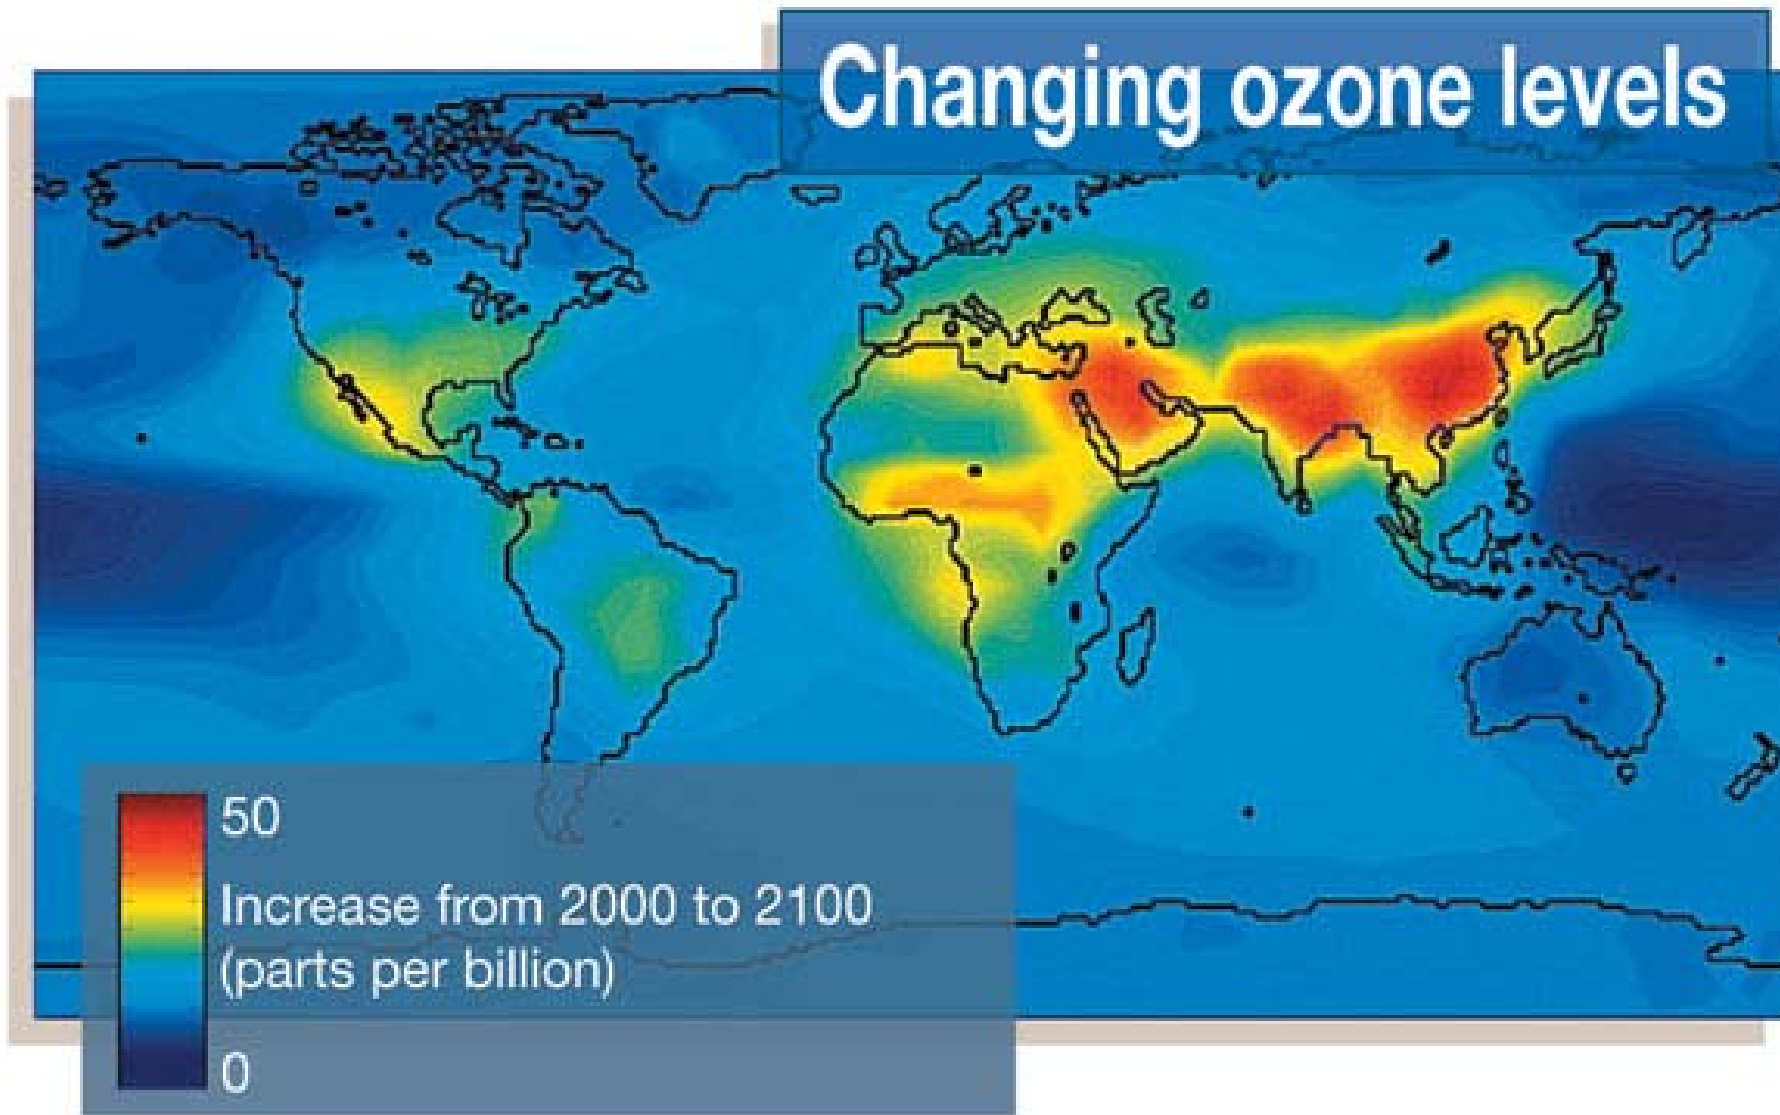 Changing ozone levels
50
Increase from 2000 to 2100
(parts per billion)
0